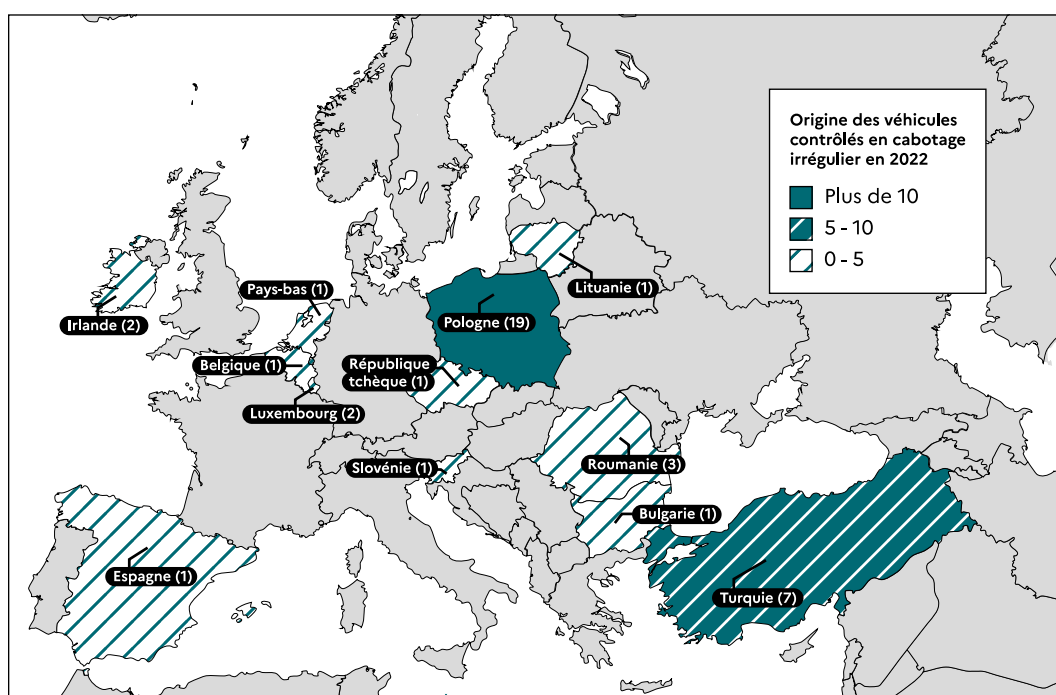 Origine des véhicules
contrôlés en cabotage
irrégulier en 2022
Plus de 10
5 - 10
0 - 5
Lituanie (1)
Pays-bas (1)
Irlande (2)
Pologne (19)
Belgique (1)
République
tchèque (1)
Luxembourg (2)
Slovénie (1)
Roumanie (3)
Bulgarie (1)
Espagne (1)
Turquie (7)